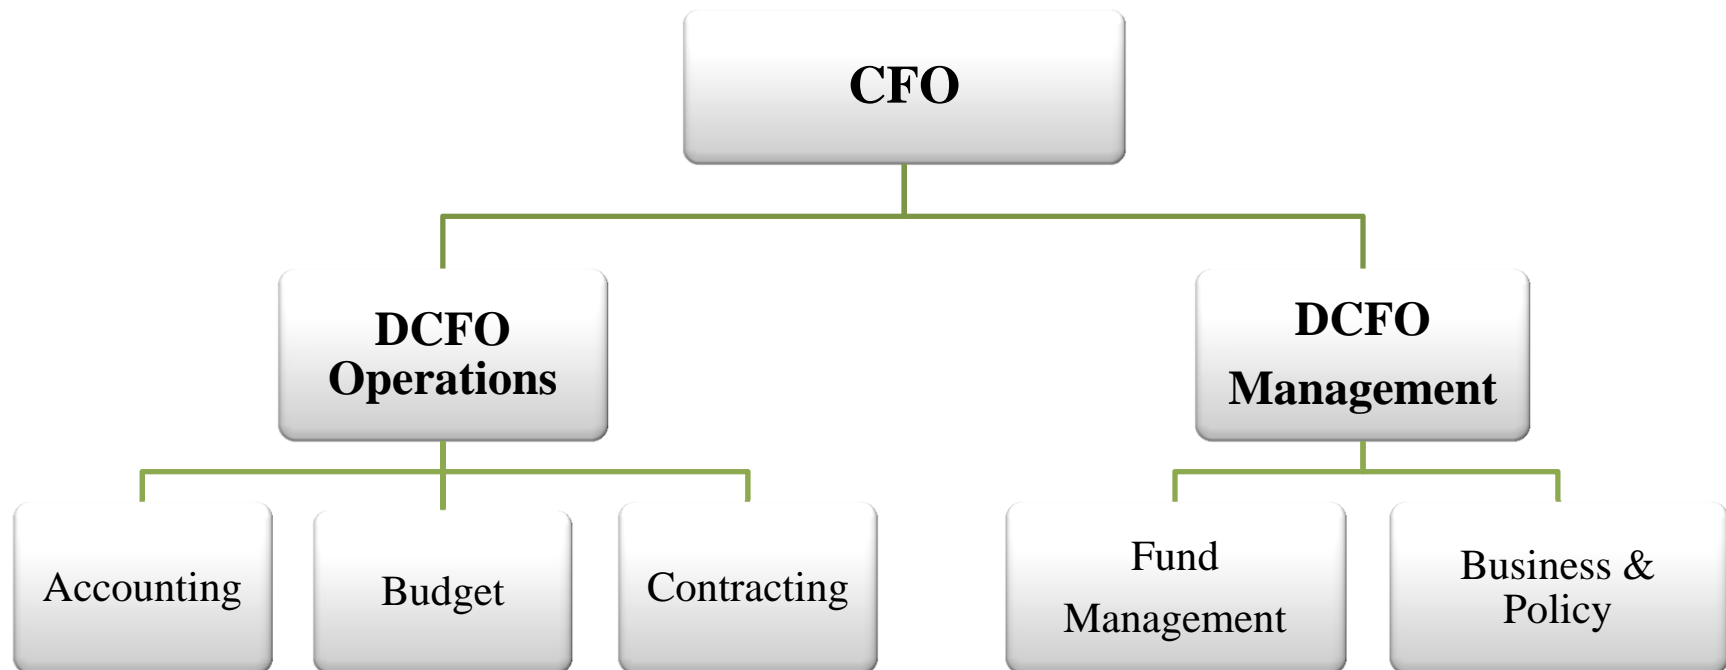 CFO
DCFO
Operations
DCFO
Management
Accounting
Budget
Contracting
Fund
Management
Business &
Policy